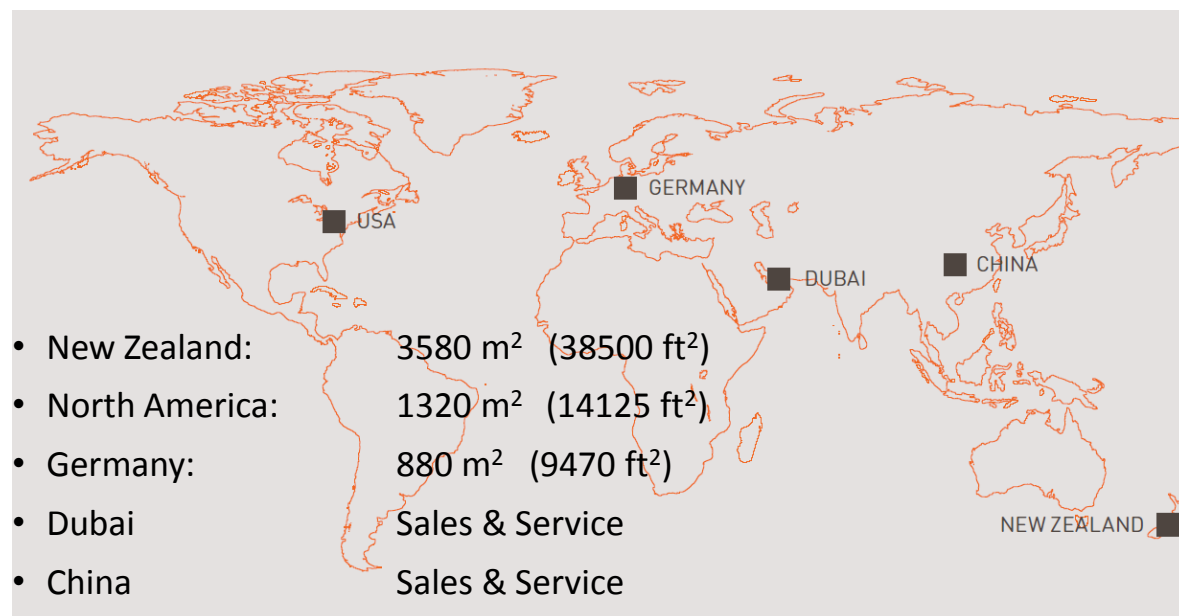 GERMANY
USA
CHINA
DUBAI
• New Zealand: 3580 m² (38500 ft²)
• North America: 1320 m² (14125 ft²)
• Germany: 880 m² (9470 ft²)
• Dubai Sales & Service
NEW ZEALAND
• China Sales & Service